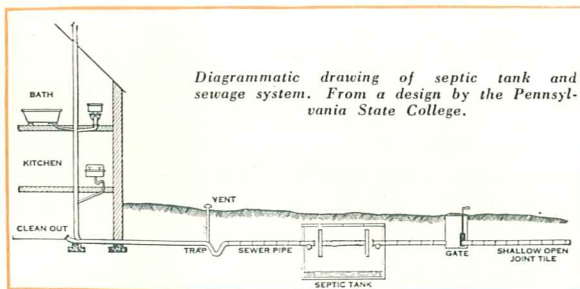 Diagrammatic drawing of septic tank and
sewage system. From a design by the Pennsyl-
vania State College.
BATH
KITCHEN
VENT
CLEAN OUT
TRAP
SEWER PIPE
GATE
SHALLOW OPEN
JOINT TILE
SEPTIC TANK